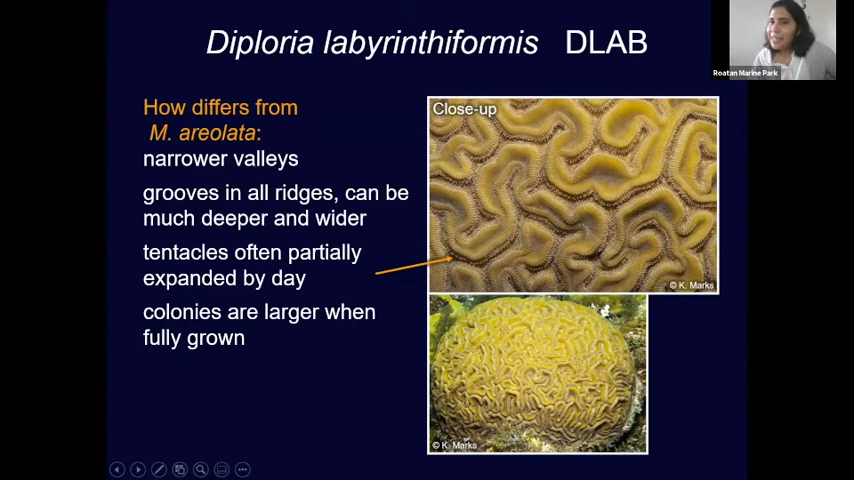 Diploria labyrinthiformis DLAB
Roatan Marine Park
How differs from
M. areolata:
narrower valleys
grooves in all ridges, can be
much deeper and wider
tentacles often partially
expanded by day
colonies are larger when
fully grown
Close-up
© K. Marks
© K. Marks